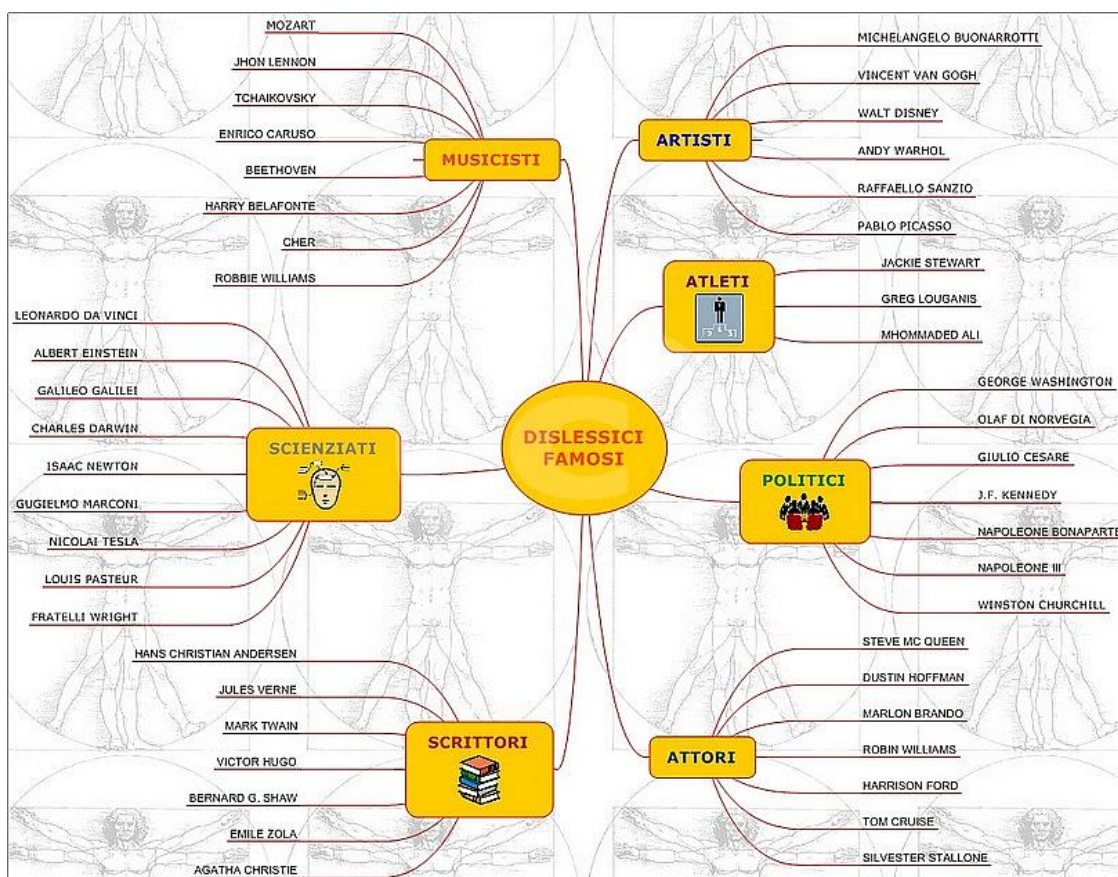 DISLESSICI
FAMOSI
MUSICISTI
MOZART
JHON LENNON
TCHAIKOVSKY
ENRICO CARUSO
BEETHOVEN
HARRY BELAFONTE
CHER
ROBBIE WILLIAMS
SCIENZIATI
LEONARDO DA VINCI
ALBERT EINSTEIN
GALILEO GALILEI
CHARLES DARWIN
ISAAC NEWTON
GUGIELMO MARCONI
NICOLAI TESLA
LOUIS PASTEUR
FRATELLI WRIGHT
SCRITTORI
HANS CHRISTIAN ANDERSEN
JULES VERNE
MARK TWAIN
VICTOR HUGO
BERNARD G. SHAW
EMILE ZOLA
AGATHA CHRISTIE
ARTISTI
MICHELANGELO BUONARROTTI
VINCENT VAN GOGH
WALT DISNEY
ANDY WARHOL
RAFFAELLO SANZIO
PABLO PICASSO
ATLETI
JACKIE STEWART
GREG LOUGANIS
MHOMMADED ALI
POLITICI
GEORGE WASHINGTON
OLAF DI NORVEGIA
GIULIO CESARE
J.F. KENNEDY
NAPOLEONE BONAPARTE
NAPOLEONE III
WINSTON CHURCHILL
ATTORI
STEVE MC QUEEN
DUSTIN HOFFMAN
MARLON BRANDO
ROBIN WILLIAMS
HARRISON FORD
TOM CRUISE
SILVESTER STALLONE